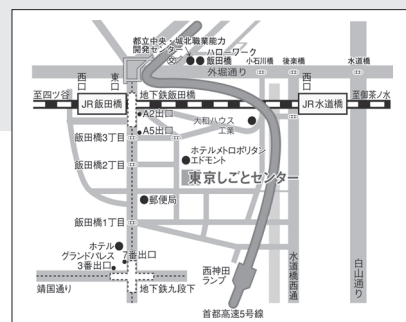 都立中央・城北職業能力
開発センター
ハローワーク
飯田橋
小石川橋
後楽橋
水道橋
外堀通り
西口
東口
西口
至四ツ谷
地下鉄飯田橋
至御茶ノ水
JR飯田橋
JR水道橋
A2出口
大和ハウス
工業
A5出口
飯田橋3丁目
ホテルメトロポリタン
エドモント
飯田橋2丁目
東京しごとセンター
郵便局
飯田橋1丁目
ホテル
グランドパレス
7番出口
3番出口
西神田
ランプ
水道橋西通り
白山通り
靖国通り
地下鉄九段下
首都高速5号線